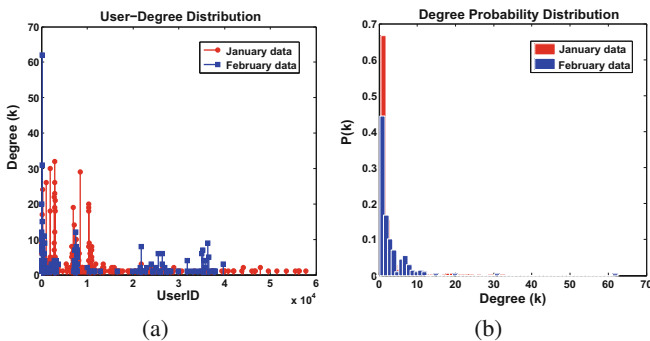 User−Degree Distribution
70
60
50
40
30
20
10
0
Degree (k)
January data
February data
0 1 2 3 4 5 6
UserID
x 10^4
(a)
Degree Probability Distribution
0.7
0.6
0.5
0.4
0.3
0.2
0.1
0
P(k)
January data
February data
0 10 20 30 40 50 60 70
Degree (k)
(b)